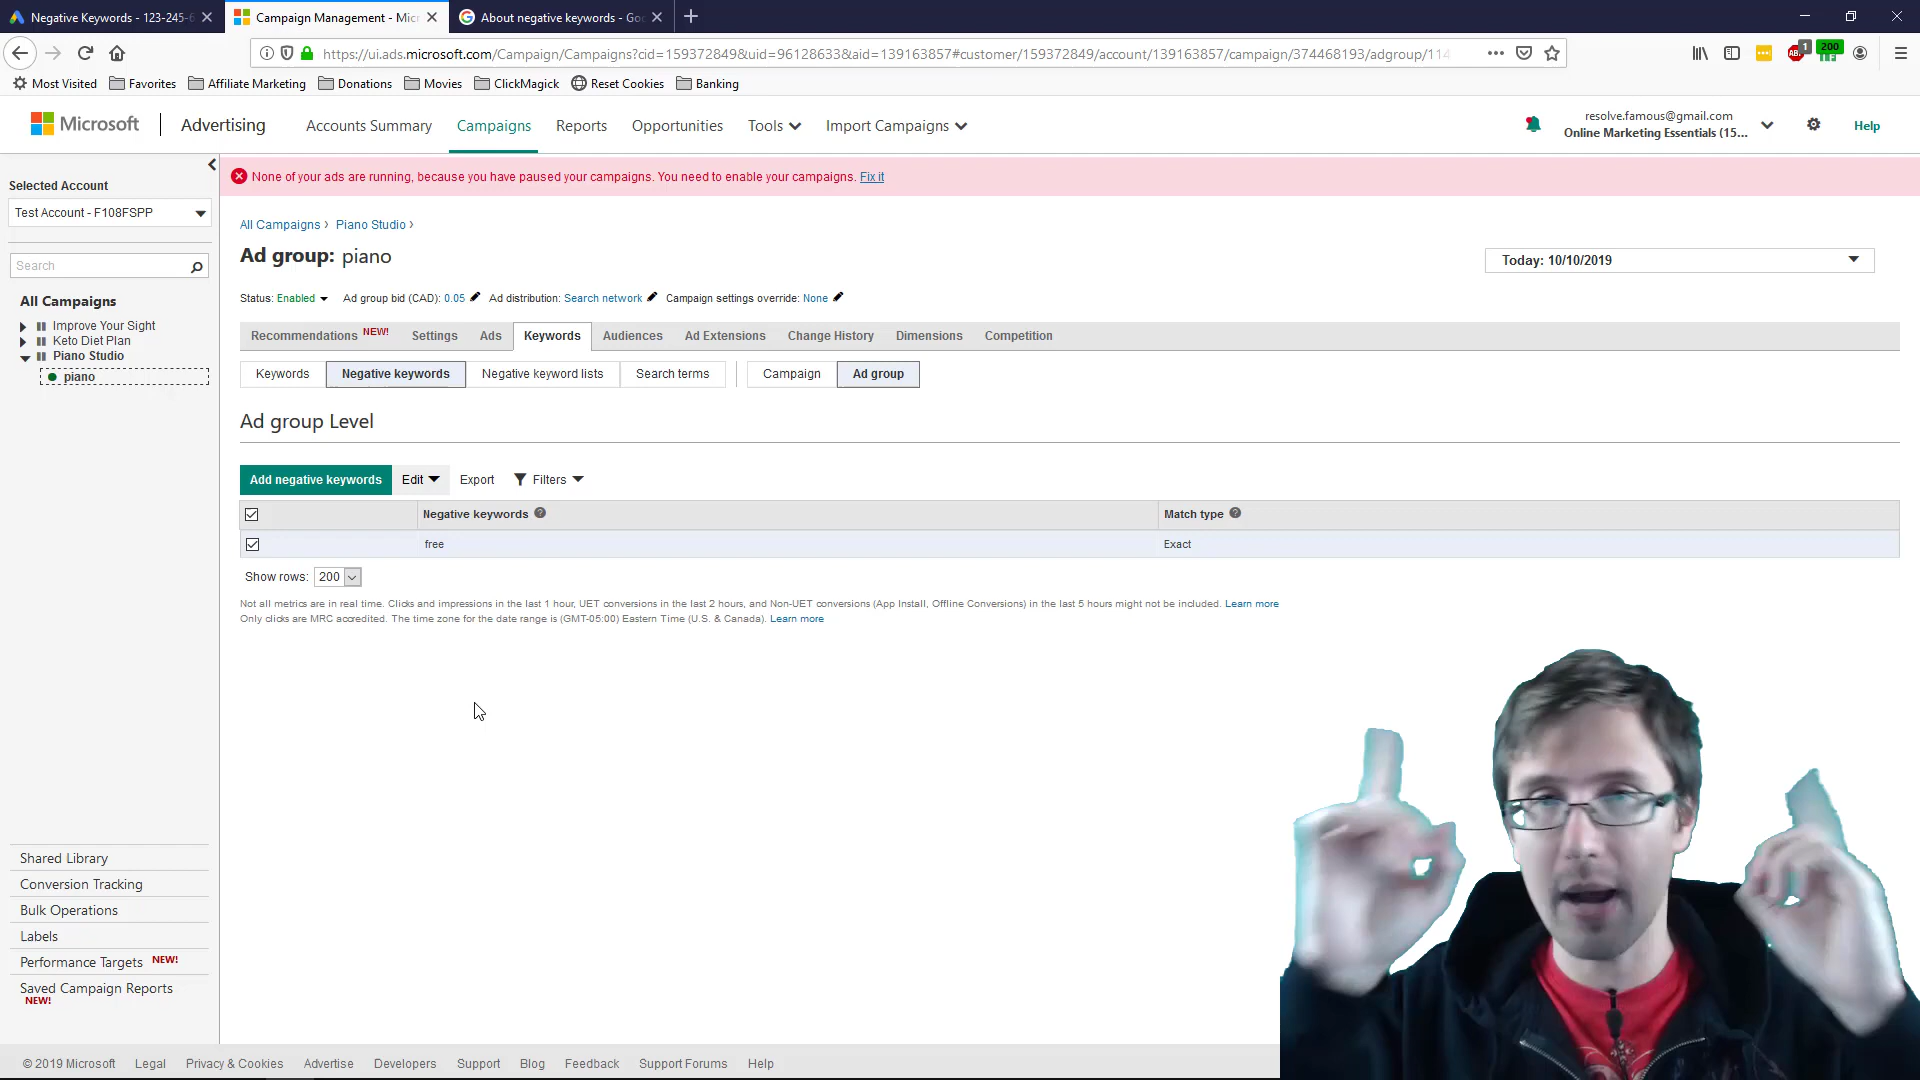 Negative Keywords - 123-245-6
Campaign Management - Micr
About negative keywords - Goo
https://ui.ads.microsoft.com/Campaign/Campaigns?cid=159372849&uid=96128633&aid=139163857#customer/159372849/account/139163857/campaign/374468193/adgroup/114
1
200
Most Visited
Favorites
Affiliate Marketing
Donations
Movies
ClickMagick
Reset Cookies
Banking
Microsoft
Advertising
Accounts Summary
Campaigns
Reports
Opportunities
Tools
Import Campaigns
resolve.famous@gmail.com
Online Marketing Essentials (15...
Help
Selected Account
Test Account - F108FSPP
Search
All Campaigns
Improve Your Sight
Keto Diet Plan
Piano Studio
piano
None of your ads are running, because you have paused your campaigns. You need to enable your campaigns. Fix it
All Campaigns › Piano Studio ›
Ad group: piano
Today: 10/10/2019
Status: Enabled
Ad group bid (CAD): 0.05
Ad distribution: Search network
Campaign settings override: None
Recommendations NEW!
Settings
Ads
Keywords
Audiences
Ad Extensions
Change History
Dimensions
Competition
Keywords
Negative keywords
Negative keyword lists
Search terms
Campaign
Ad group
Ad group Level
Add negative keywords
Edit
Export
Filters
Negative keywords
Match type
free
Exact
Show rows: 200
Not all metrics are in real time. Clicks and impressions in the last 1 hour, UET conversions in the last 2 hours, and Non-UET conversions (App Install, Offline Conversions) in the last 5 hours might not be included. Learn more
Only clicks are MRC accredited. The time zone for the date range is (GMT-05:00) Eastern Time (U.S. & Canada). Learn more
Shared Library
Conversion Tracking
Bulk Operations
Labels
Performance Targets NEW!
Saved Campaign Reports
NEW!
© 2019 Microsoft
Legal
Privacy & Cookies
Advertise
Developers
Support
Blog
Feedback
Support Forums
Help